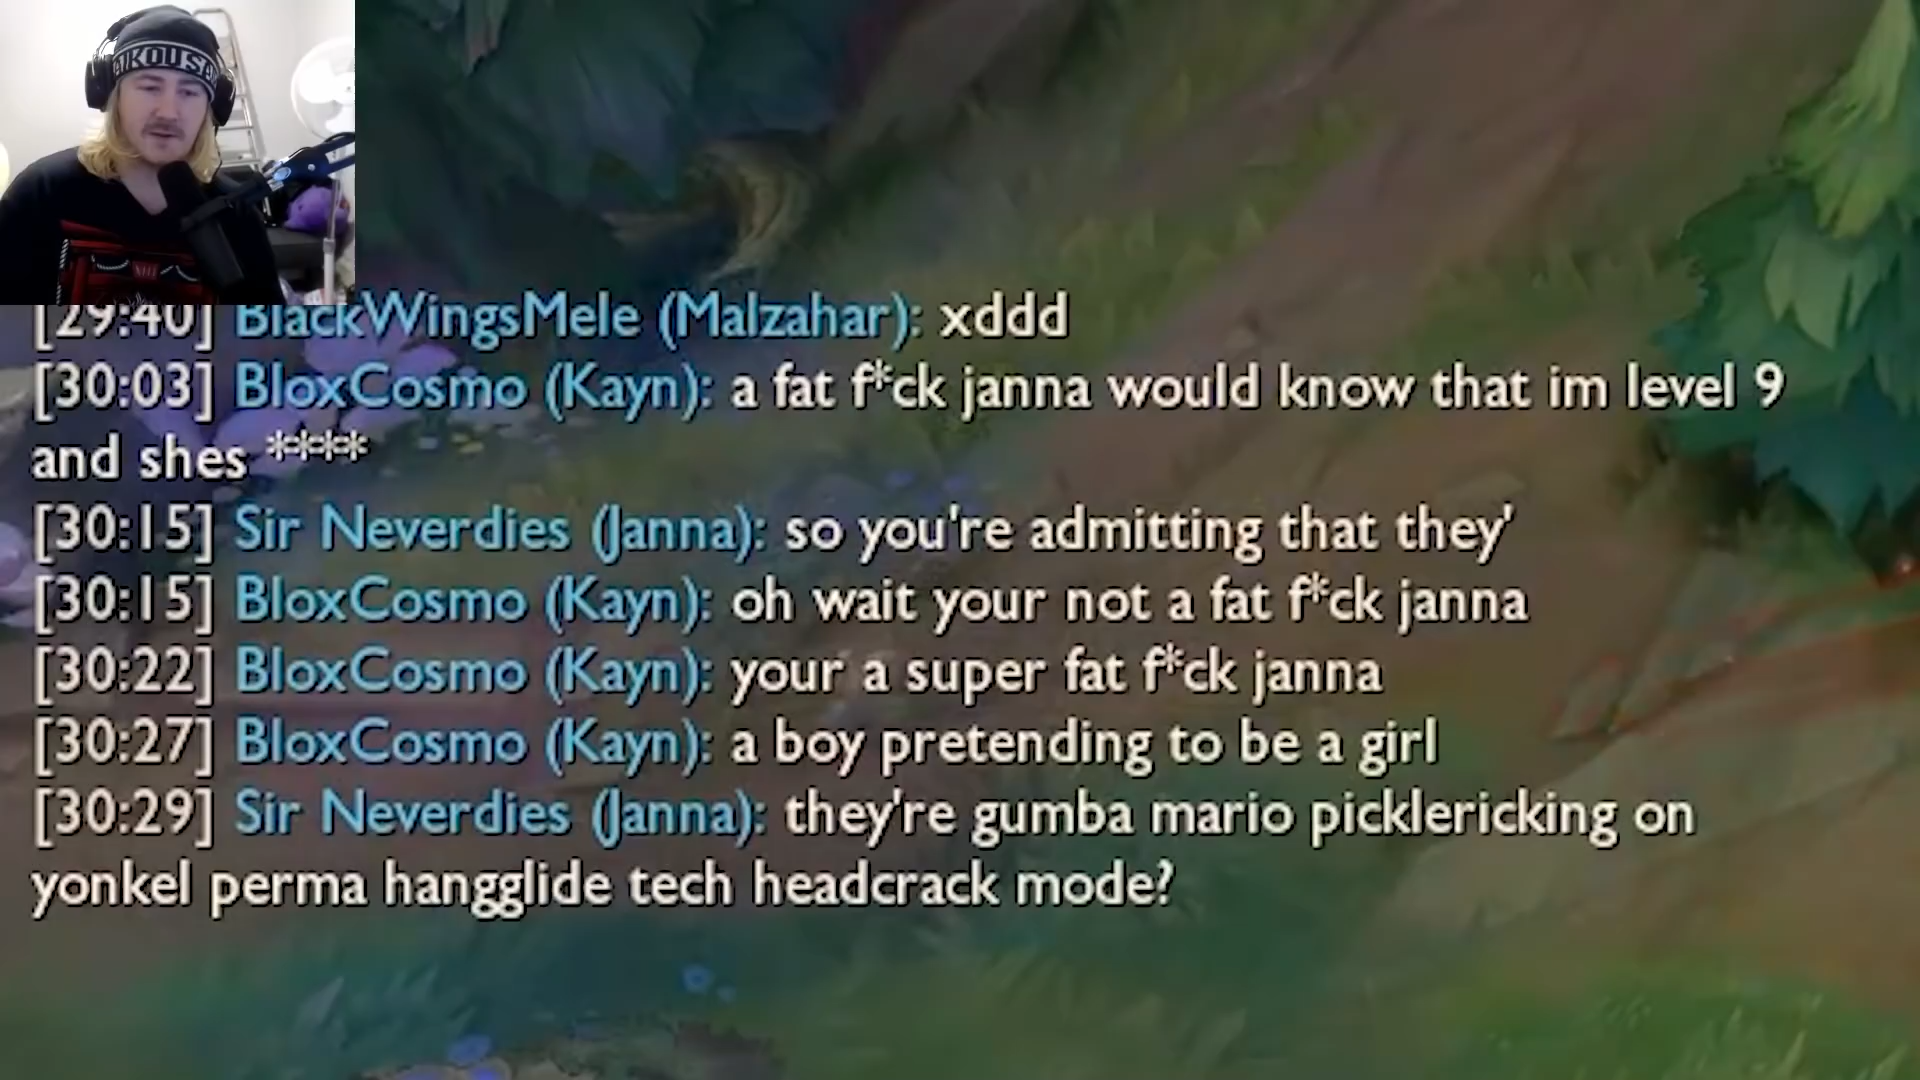 [29:40] BlackWingsMele (Malzahar): xddd
[30:03] BloxCosmo (Kayn): a fat f*ck janna would know that im level 9
and shes ****
[30:15] Sir Neverdies (Janna): so you're admitting that they'
[30:15] BloxCosmo (Kayn): oh wait your not a fat f*ck janna
[30:22] BloxCosmo (Kayn): your a super fat f*ck janna
[30:27] BloxCosmo (Kayn): a boy pretending to be a girl
[30:29] Sir Neverdies (Janna): they're gumba mario picklericking on
yonkel perma hangglide tech headcrack mode?